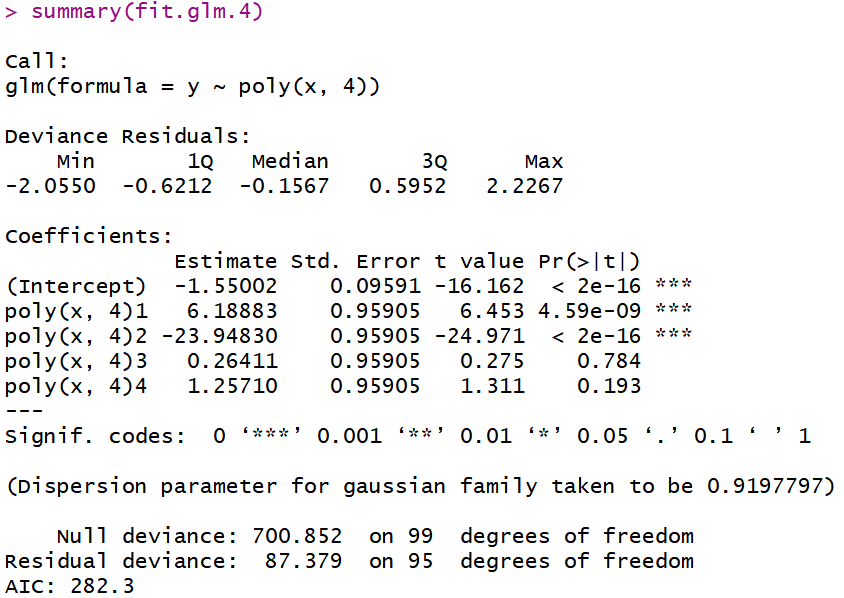 > summary(fit.glm.4)
Call:
glm(formula = y ~ poly(x, 4))
Deviance Residuals:
    Min       1Q   Median       3Q      Max
-2.0550  -0.6212  -0.1567   0.5952   2.2267
Coefficients:
             Estimate Std. Error t value Pr(>|t|)
(Intercept)  -1.55002    0.09591 -16.162  < 2e-16 ***
poly(x, 4)1   6.18883    0.95905   6.453 4.59e-09 ***
poly(x, 4)2 -23.94830    0.95905 -24.971  < 2e-16 ***
poly(x, 4)3   0.26411    0.95905   0.275    0.784
poly(x, 4)4   1.25710    0.95905   1.311    0.193
---
Signif. codes:  0 ‘***’ 0.001 ‘**’ 0.01 ‘*’ 0.05 ‘.’ 0.1 ‘ ’ 1
(Dispersion parameter for gaussian family taken to be 0.9197797)
    Null deviance: 700.852  on 99  degrees of freedom
Residual deviance:  87.379  on 95  degrees of freedom
AIC: 282.3